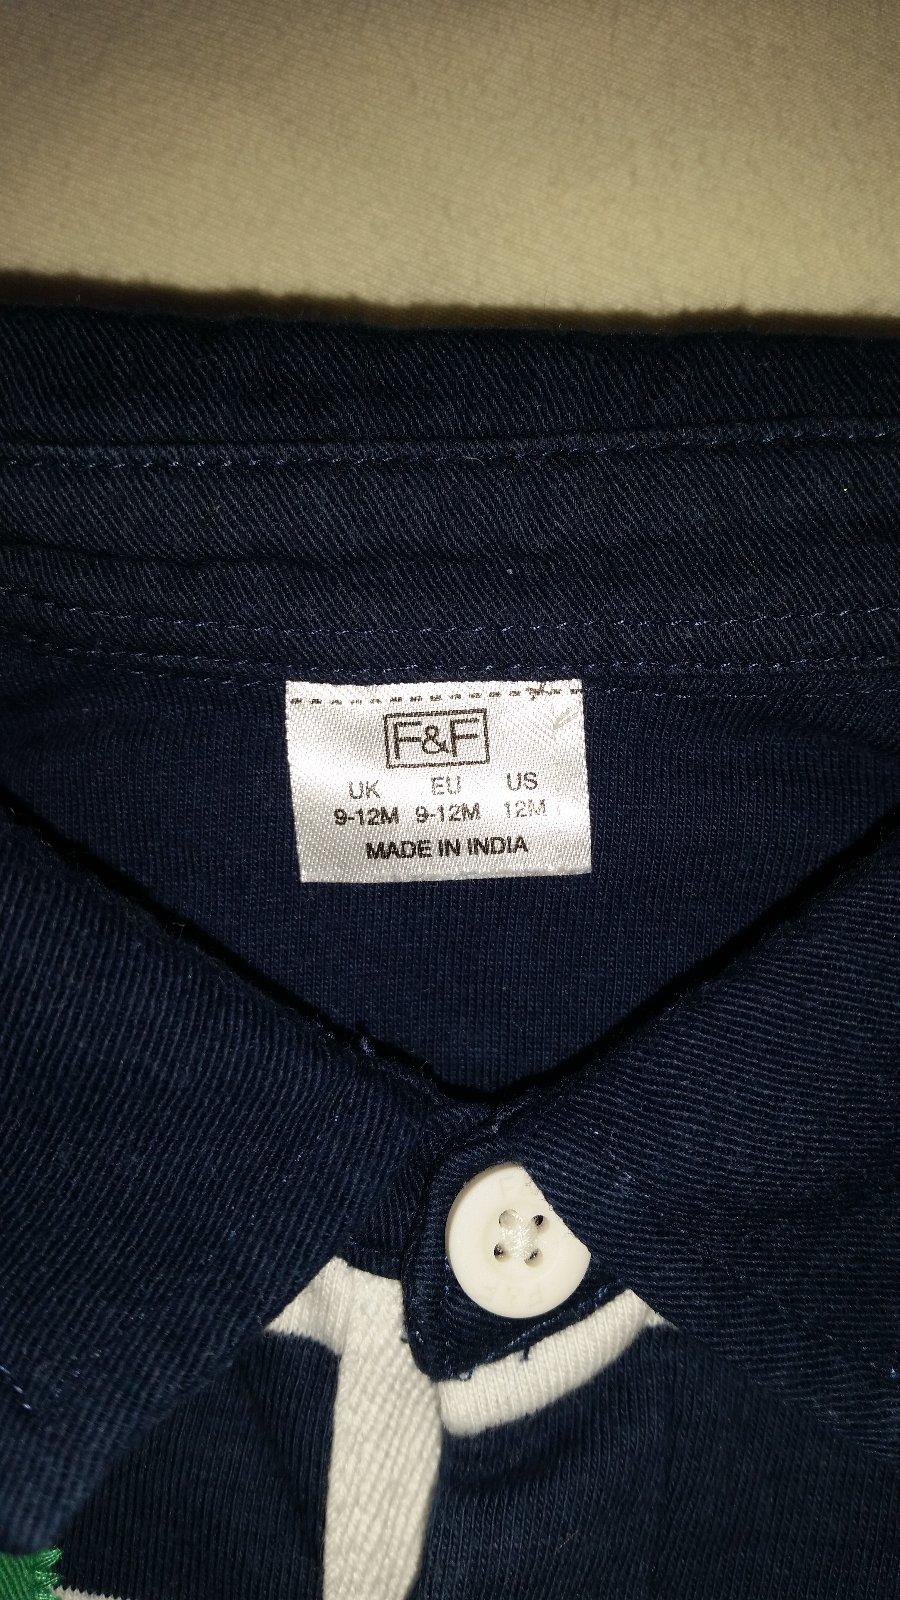 F&F
UK EU US
9-12M 9-12M 12M
MADE IN INDIA